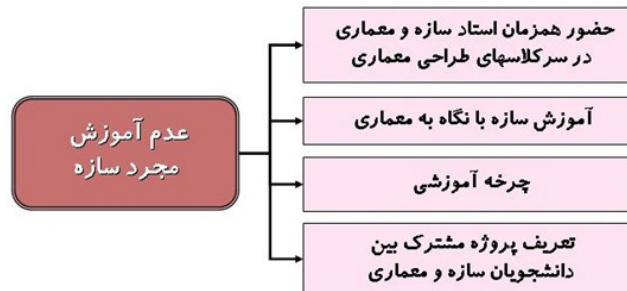 عدم آموزش
مجرد سازه
حضور همزمان استاد سازه و معماری
در سرکلاسهای طراحی معماری
آموزش سازه با نگاه به معماری
چرخه آموزشی
تعریف پروژه مشترک بین
دانشجویان سازه و معماری